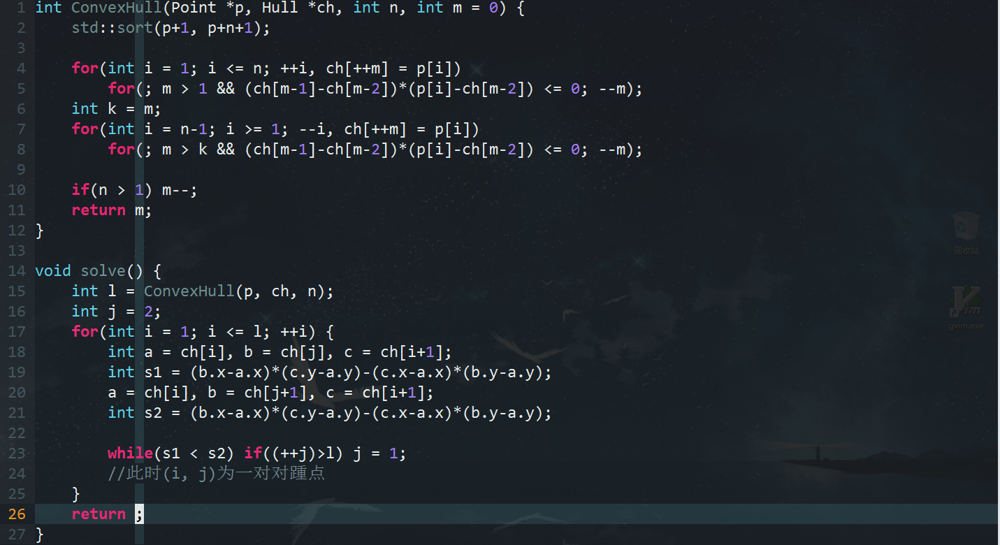 1 int ConvexHull(Point *p, Hull *ch, int n, int m = 0) {
2     std::sort(p+1, p+n+1);
3
4     for(int i = 1; i <= n; ++i, ch[++m] = p[i])
5         for(; m > 1 && (ch[m-1]-ch[m-2])*(p[i]-ch[m-2]) <= 0; --m);
6     int k = m;
7     for(int i = n-1; i >= 1; --i, ch[++m] = p[i])
8         for(; m > k && (ch[m-1]-ch[m-2])*(p[i]-ch[m-2]) <= 0; --m);
9
10     if(n > 1) m--;
11     return m;
12 }
13
14 void solve() {
15     int l = ConvexHull(p, ch, n);
16     int j = 2;
17     for(int i = 1; i <= l; ++i) {
18         int a = ch[i], b = ch[j], c = ch[i+1];
19         int s1 = (b.x-a.x)*(c.y-a.y)-(c.x-a.x)*(b.y-a.y);
20         a = ch[i], b = ch[j+1], c = ch[i+1];
21         int s2 = (b.x-a.x)*(c.y-a.y)-(c.x-a.x)*(b.y-a.y);
22
23         while(s1 < s2) if((++j)>l) j = 1;
24         //此时(i, j)为一对对踵点
25     }
26     return ;
27 }
回收站
gvim.exe